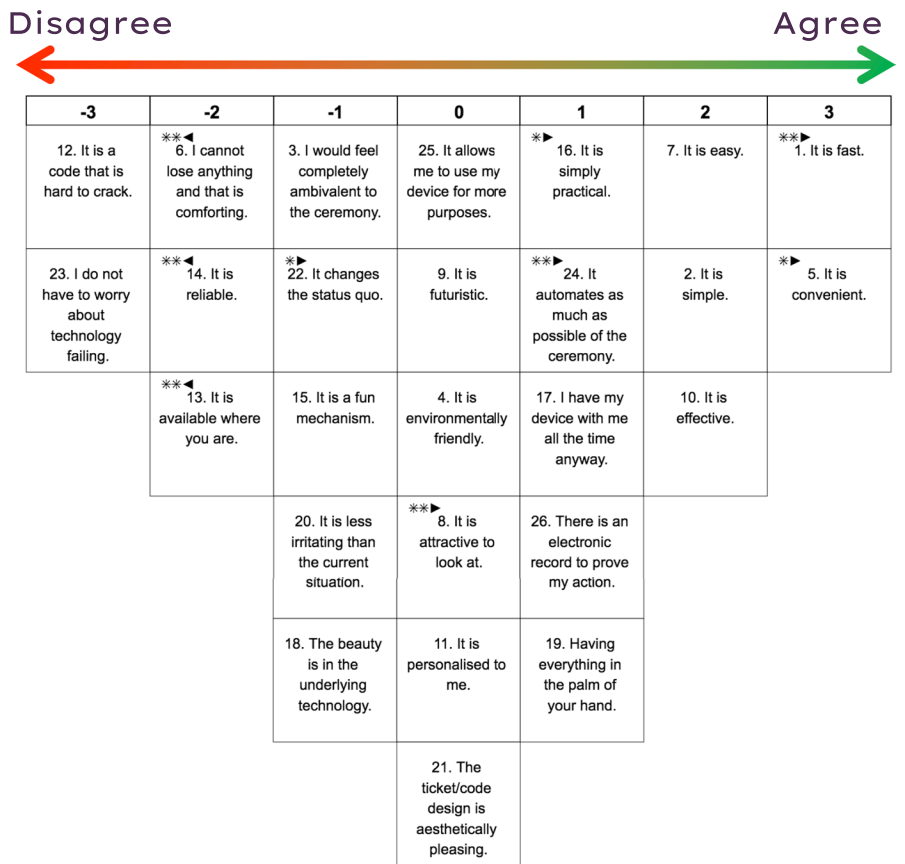 Disagree
Agree
-3
-2
-1
0
1
2
3
12. It is a
code that is
hard to crack.
✳✳◄
6. I cannot
lose anything
and that is
comforting.
3. I would feel
completely
ambivalent to
the ceremony.
25. It allows
me to use my
device for more
purposes.
✳►
16. It is
simply
practical.
7. It is easy.
✳✳►
1. It is fast.
23. I do not
have to worry
about
technology
failing.
✳✳◄
14. It is
reliable.
✳►
22. It changes
the status quo.
9. It is
futuristic.
✳✳►
24. It
automates as
much as
possible of the
ceremony.
2. It is
simple.
✳►
5. It is
convenient.
✳✳◄
13. It is
available where
you are.
15. It is a fun
mechanism.
4. It is
environmentally
friendly.
17. I have my
device with me
all the time
anyway.
10. It is
effective.
20. It is less
irritating than
the current
situation.
✳✳►
8. It is
attractive to
look at.
26. There is an
electronic
record to prove
my action.
18. The beauty
is in the
underlying
technology.
11. It is
personalised to
me.
19. Having
everything in
the palm of
your hand.
21. The
ticket/code
design is
aesthetically
pleasing.